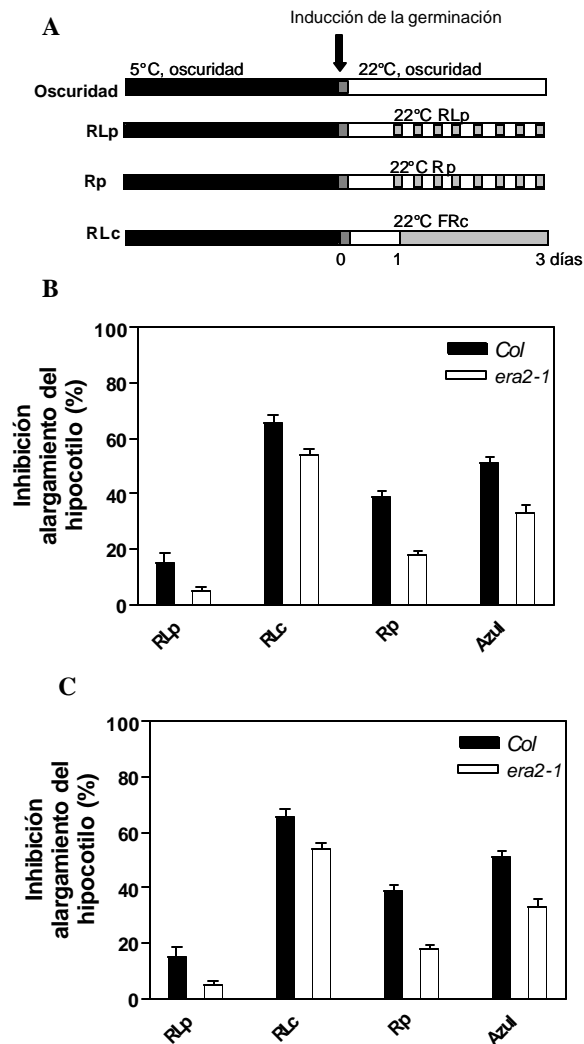 A
Inducción de la germinación
5°C, oscuridad
22°C, oscuridad
Oscuridad
22°C RLp
RLp
22°C Rp
Rp
22°C FRc
RLc
0
1
3 días
B
100
80
60
40
20
0
Inhibición
alargamiento del
hipocotilo (%)
Col
era2-1
RLp
RLc
Rp
Azul
C
100
80
60
40
20
0
Inhibición
alargamiento del
hipocotilo (%)
Col
era2-1
RLp
RLc
Rp
Azul